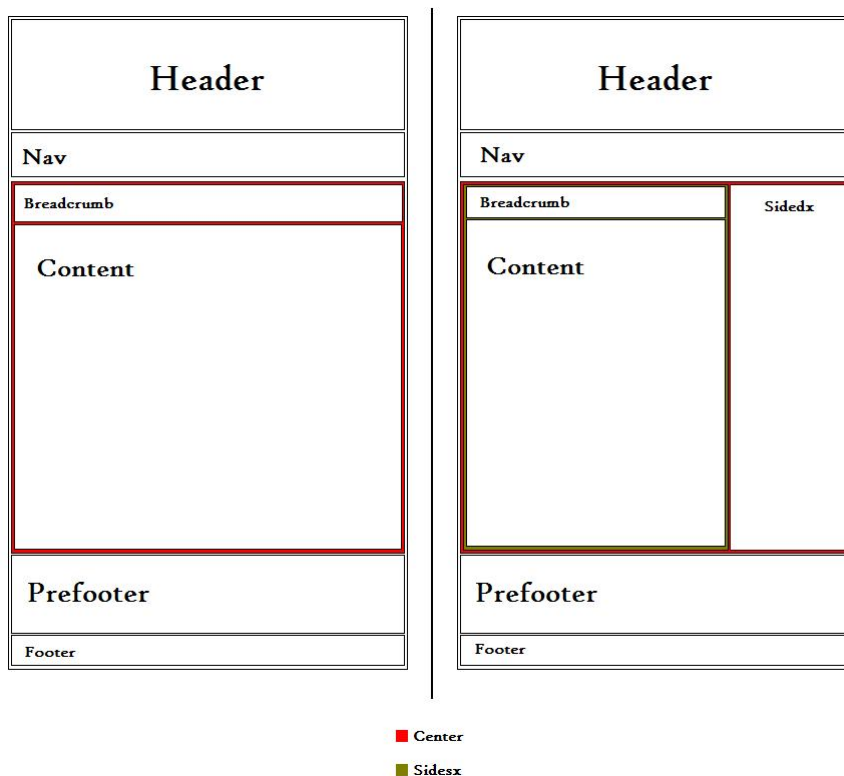 Header
Nav
Breadcrumb
Content
Prefooter
Footer
Header
Nav
Breadcrumb
Sidedx
Content
Prefooter
Footer
Center
Sidesx